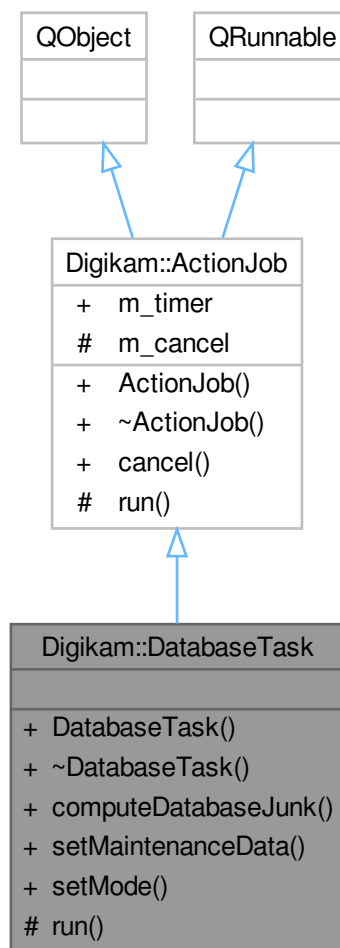 QObject
QRunnable
Digikam::ActionJob
+ m_timer
# m_cancel
+ ActionJob()
+ ~ActionJob()
+ cancel()
# run()
Digikam::DatabaseTask
+ DatabaseTask()
+ ~DatabaseTask()
+ computeDatabaseJunk()
+ setMaintenanceData()
+ setMode()
# run()